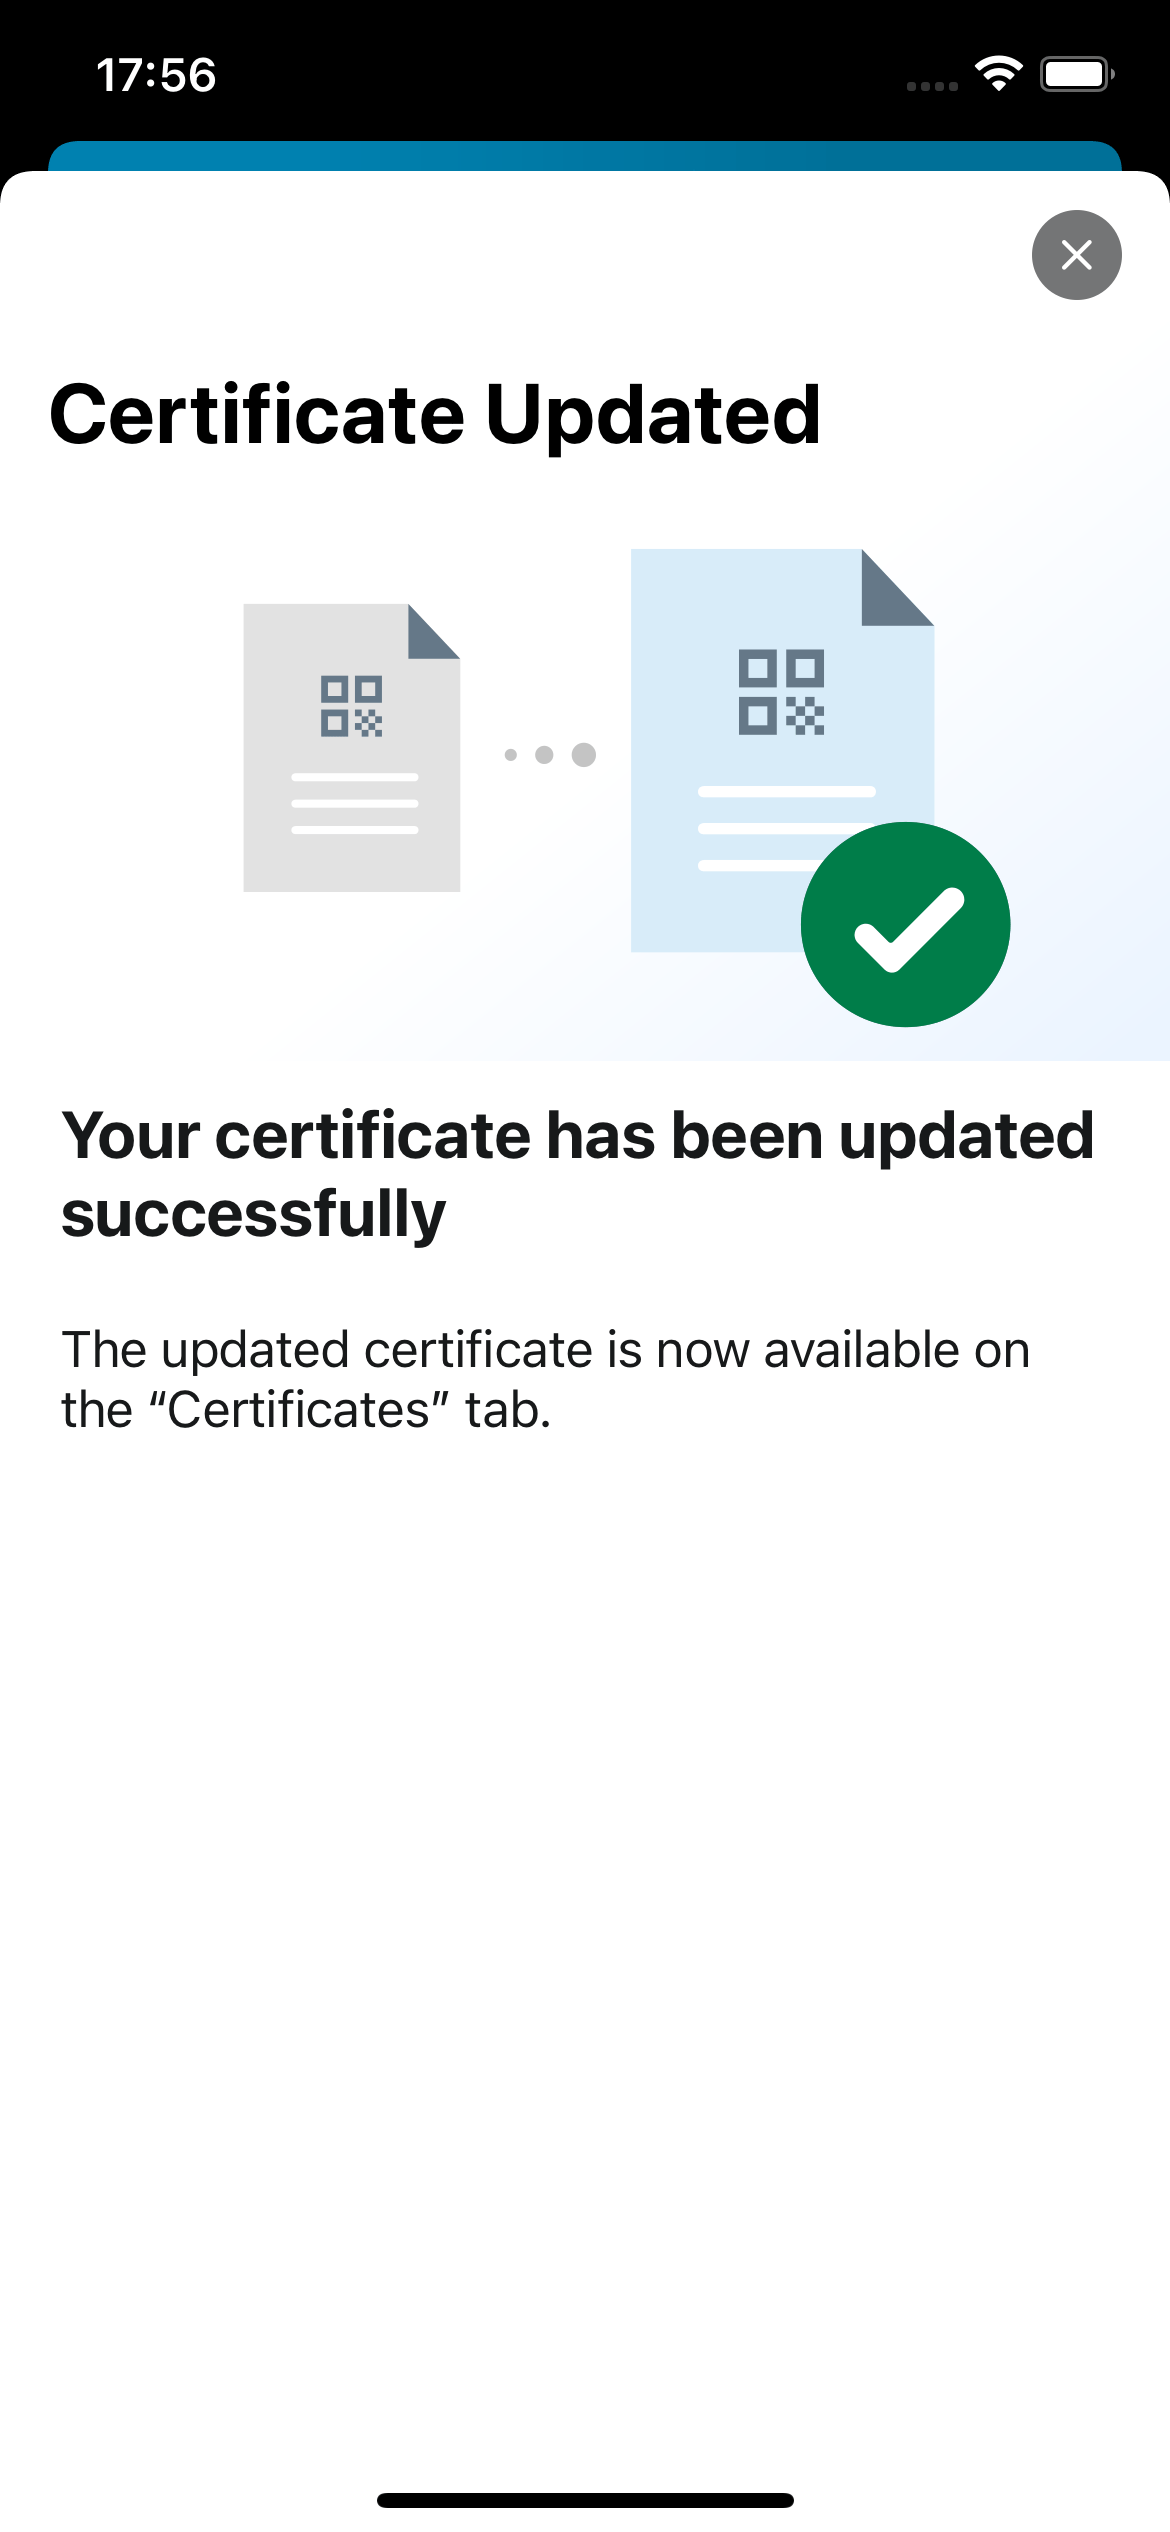 17:56
Certificate Updated
Your certificate has been updated
successfully
The updated certificate is now available on
the “Certificates” tab.